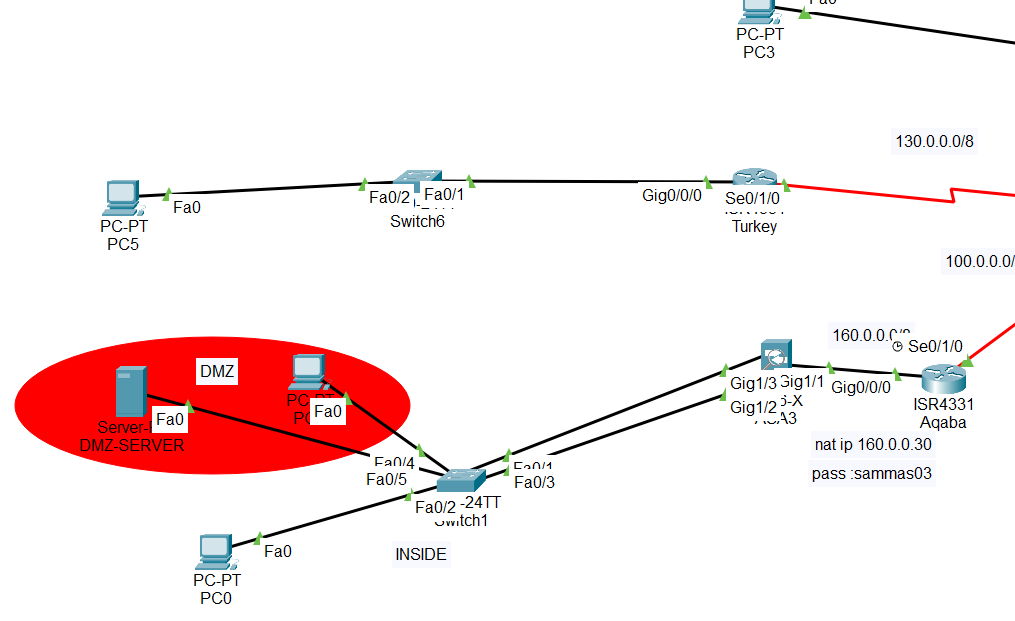 Fa0
PC-PT
PC3
130.0.0.0/8
Fa0
Fa0/2
Fa0/1
Gig0/0/0
Se0/1/0
Switch6
Turkey
PC-PT
PC5
100.0.0.0/
160.0.0.0/8
Se0/1/0
DMZ
Gig1/3
Gig1/1
Gig0/0/0
Gig1/2
ISR4331
Aqaba
Fa0
Fa0
DMZ-SERVER
nat ip 160.0.0.30
pass :sammas03
Fa0/4
Fa0/5
Fa0/1
Fa0/3
Fa0/2
-24TT
Switch1
Fa0
INSIDE
PC-PT
PC0